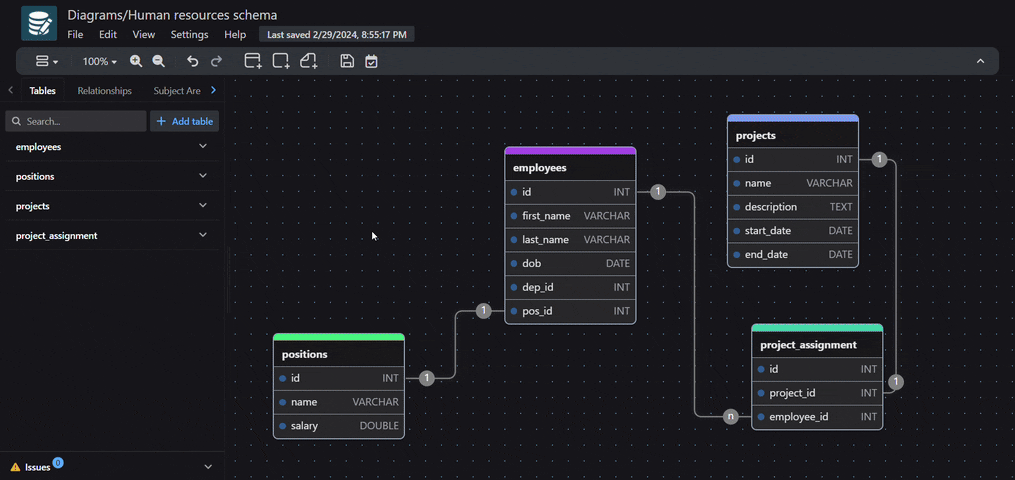 Diagrams/Human resources schema
File Edit View Settings Help Last saved 2/29/2024, 8:55:17 PM
100%
Tables Relationships Subject Are
Search... + Add table
employees
positions
projects
project_assignment
Issues 0
employees
id INT
first_name VARCHAR
last_name VARCHAR
dob DATE
dep_id INT
pos_id INT
positions
id INT
name VARCHAR
salary DOUBLE
projects
id INT
name VARCHAR
description TEXT
start_date DATE
end_date DATE
project_assignment
id INT
project_id INT
employee_id INT
1
1
1
1
1
n